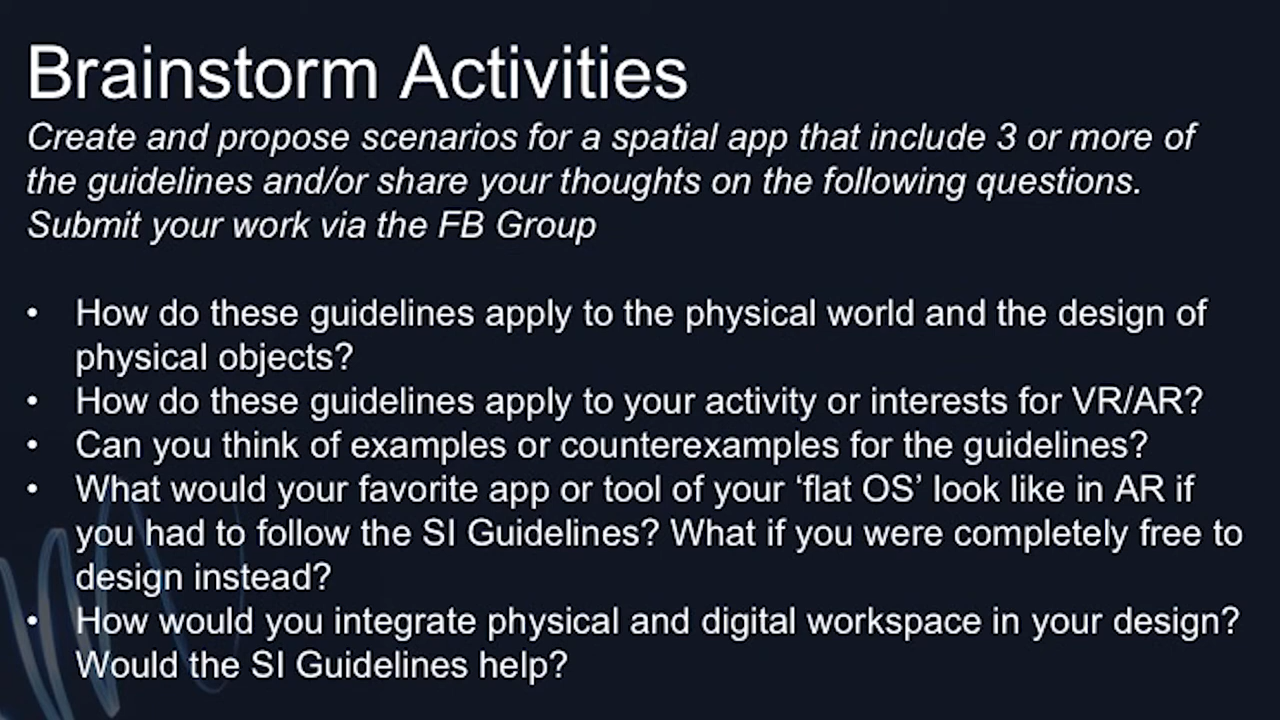 Brainstorm Activities
Create and propose scenarios for a spatial app that include 3 or more of
the guidelines and/or share your thoughts on the following questions.
Submit your work via the FB Group
• How do these guidelines apply to the physical world and the design of
physical objects?
• How do these guidelines apply to your activity or interests for VR/AR?
• Can you think of examples or counterexamples for the guidelines?
• What would your favorite app or tool of your ‘flat OS’ look like in AR if
you had to follow the SI Guidelines? What if you were completely free to
design instead?
• How would you integrate physical and digital workspace in your design?
Would the SI Guidelines help?